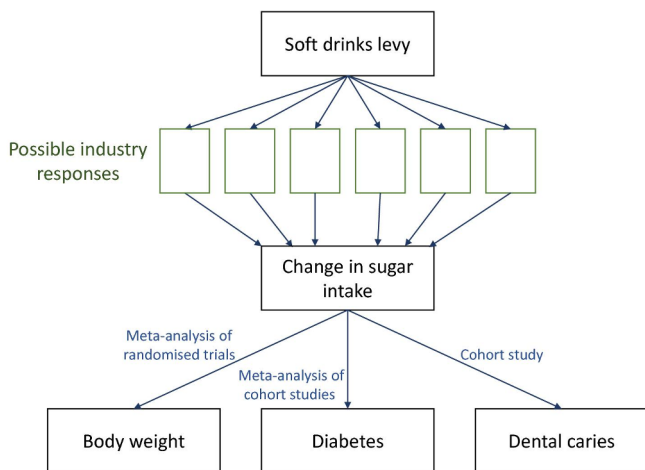 Soft drinks levy
Possible industry
responses
Change in sugar
intake
Meta-analysis of
randomised trials
Meta-analysis of
cohort studies
Cohort study
Body weight
Diabetes
Dental caries